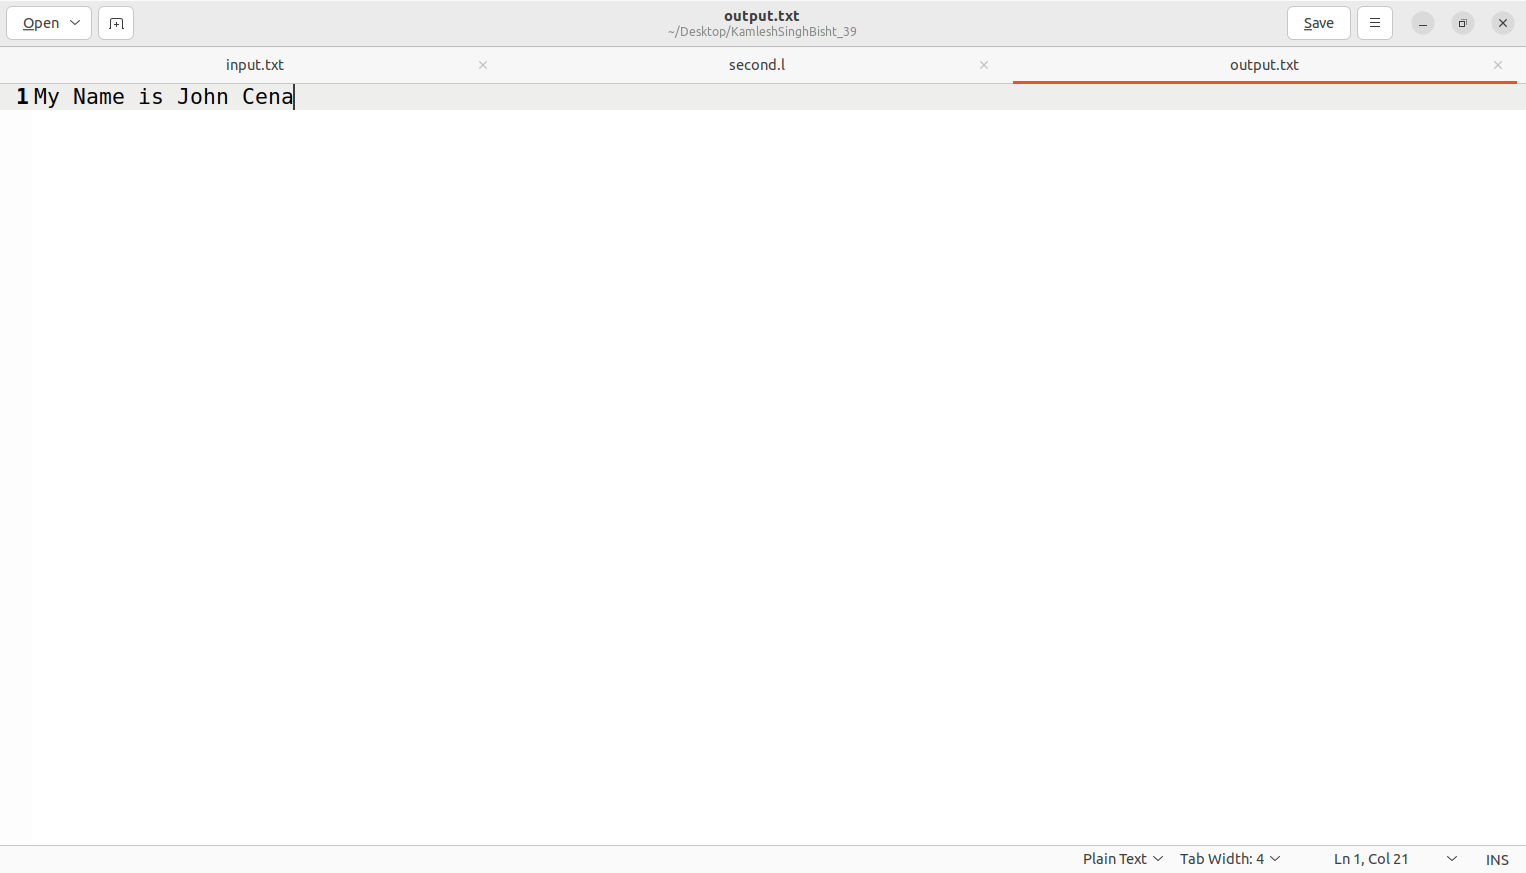 Open
output.txt
~/Desktop/KamleshSinghBisht_39
Save
input.txt
second.l
output.txt
1 My Name is John Cena
Plain Text
Tab Width: 4
Ln 1, Col 21
INS